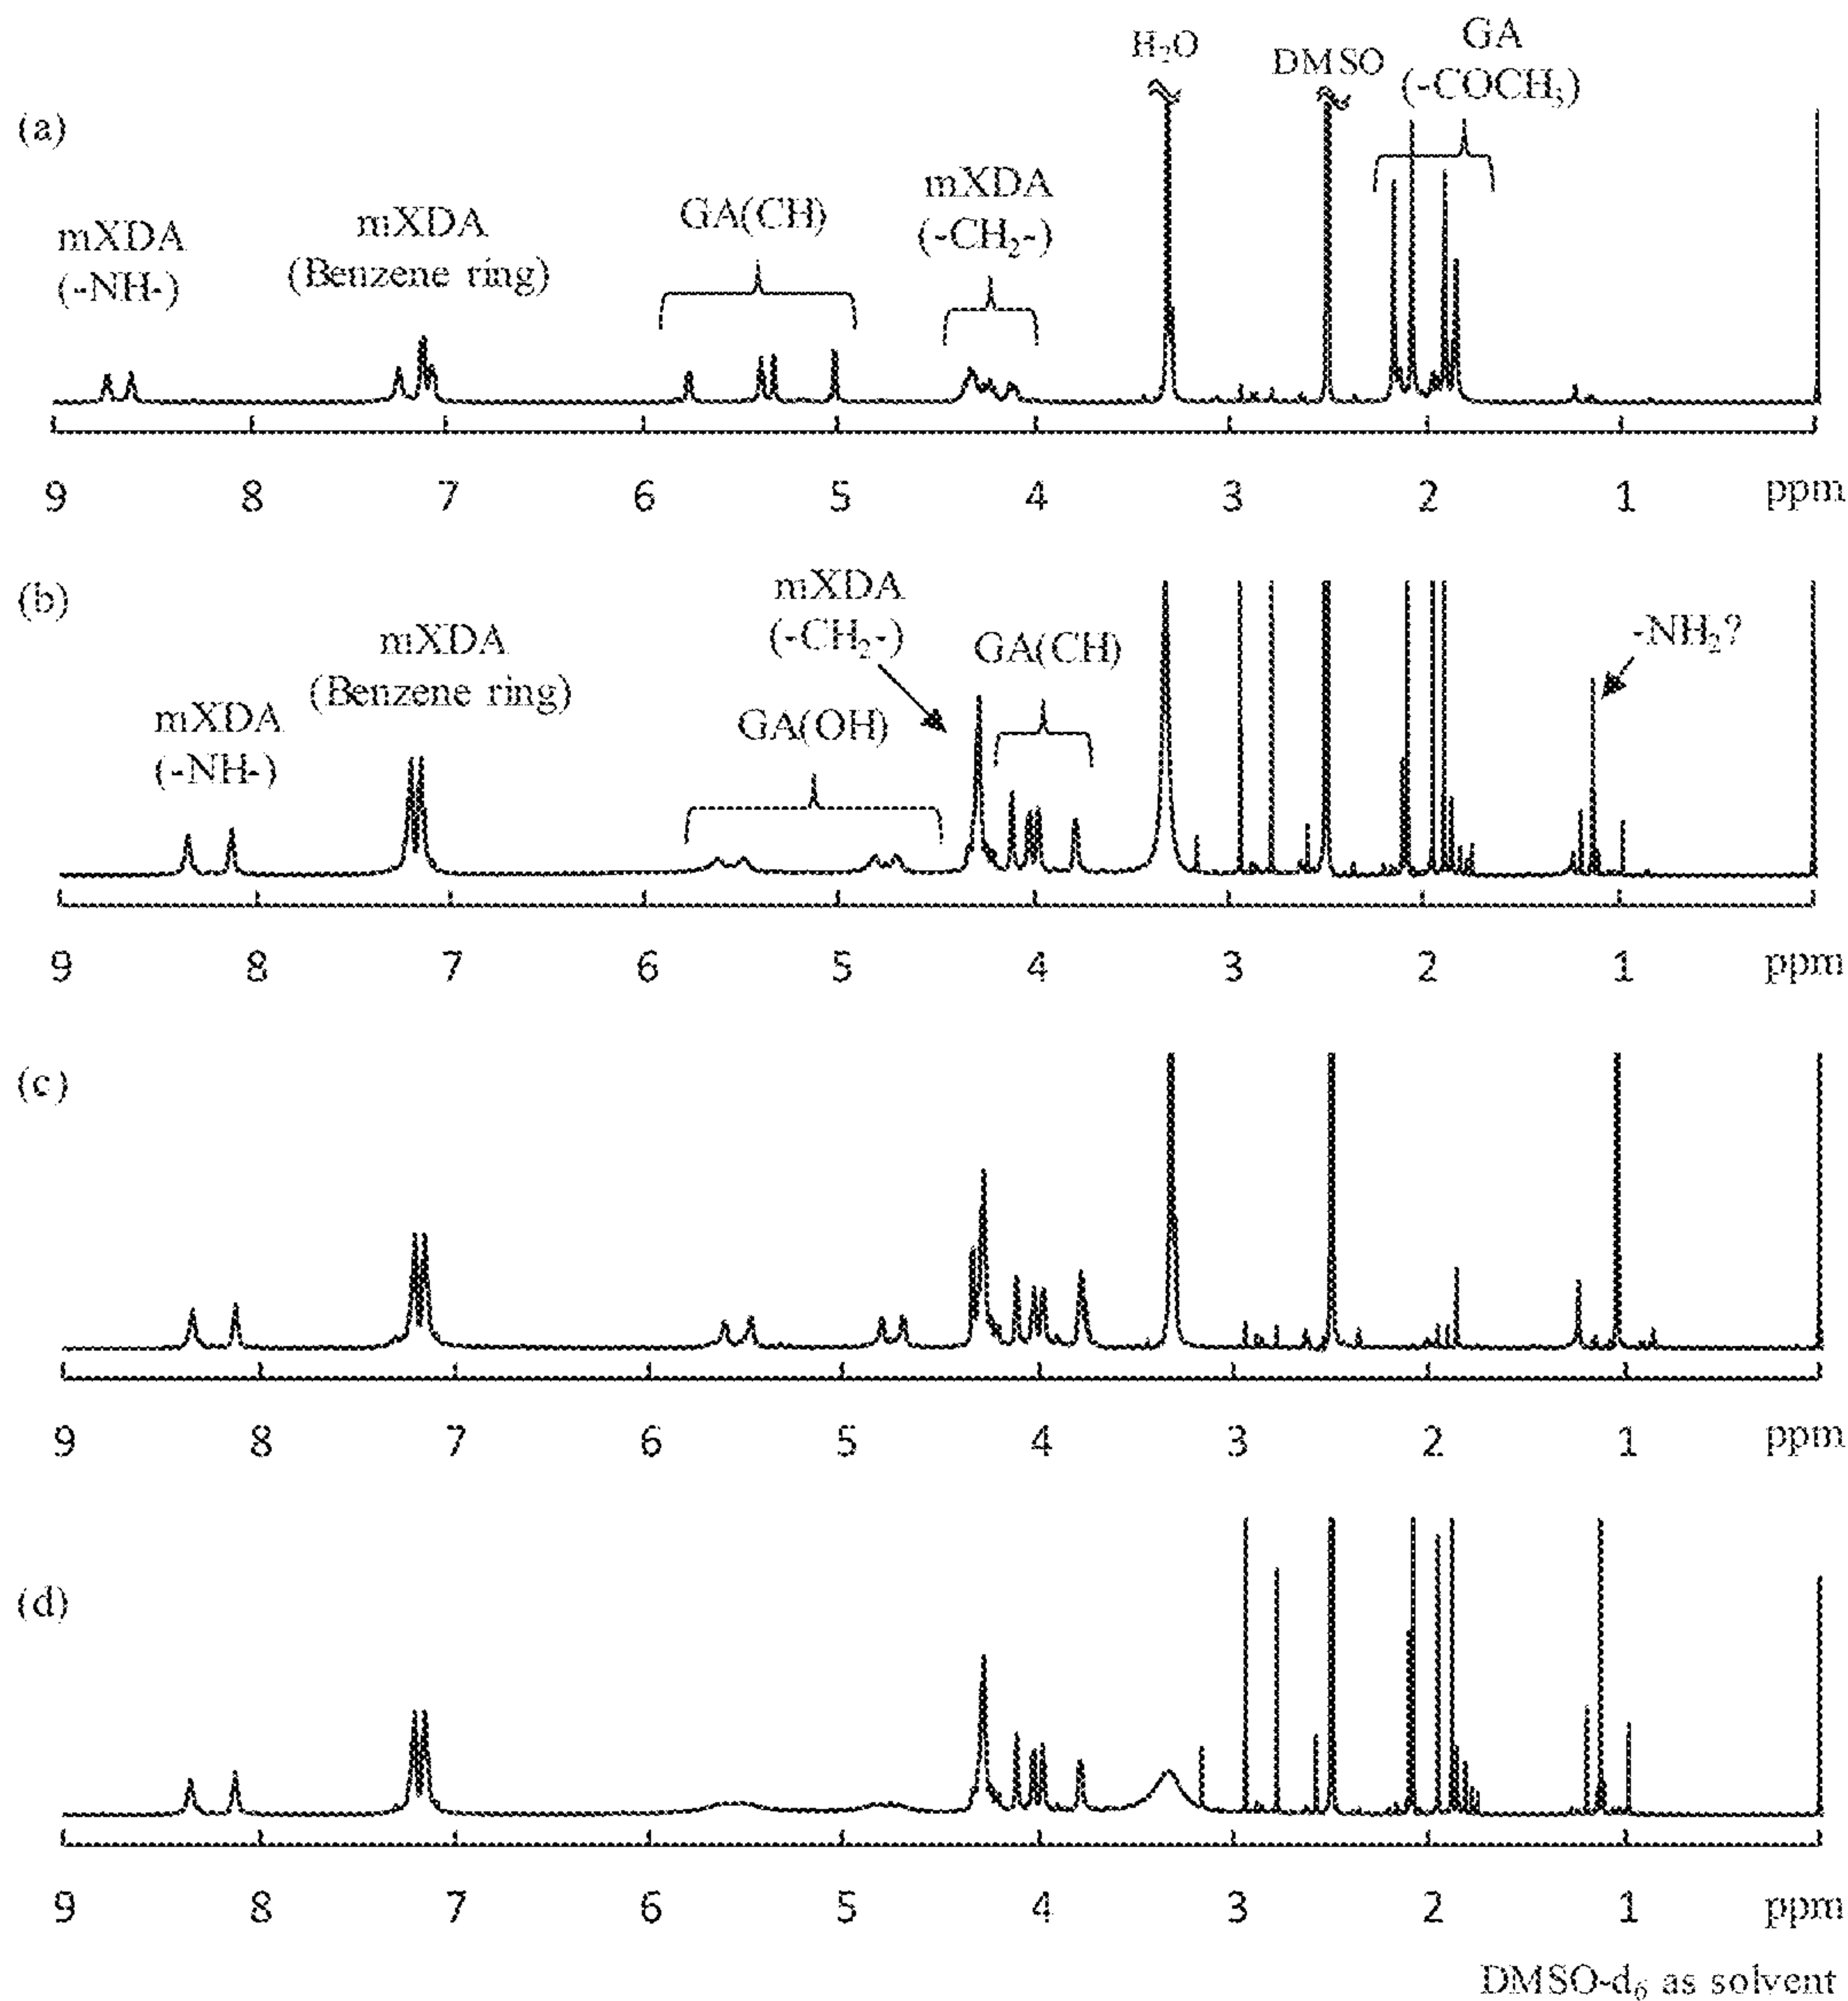 (a)
H₂O
DMSO
GA
(-COCH₃)
mXDA
(-CH₂-)
GA(CH)
mXDA
(Benzene ring)
mXDA
(-NH-)
9 8 7 6 5 4 3 2 1 ppm
(b)
mXDA
(-CH₂-)
GA(CH)
-NH₂?
mXDA
(Benzene ring)
GA(OH)
mXDA
(-NH-)
9 8 7 6 5 4 3 2 1 ppm
(c)
9 8 7 6 5 4 3 2 1 ppm
(d)
9 8 7 6 5 4 3 2 1 ppm
DMSO-d₆ as solvent